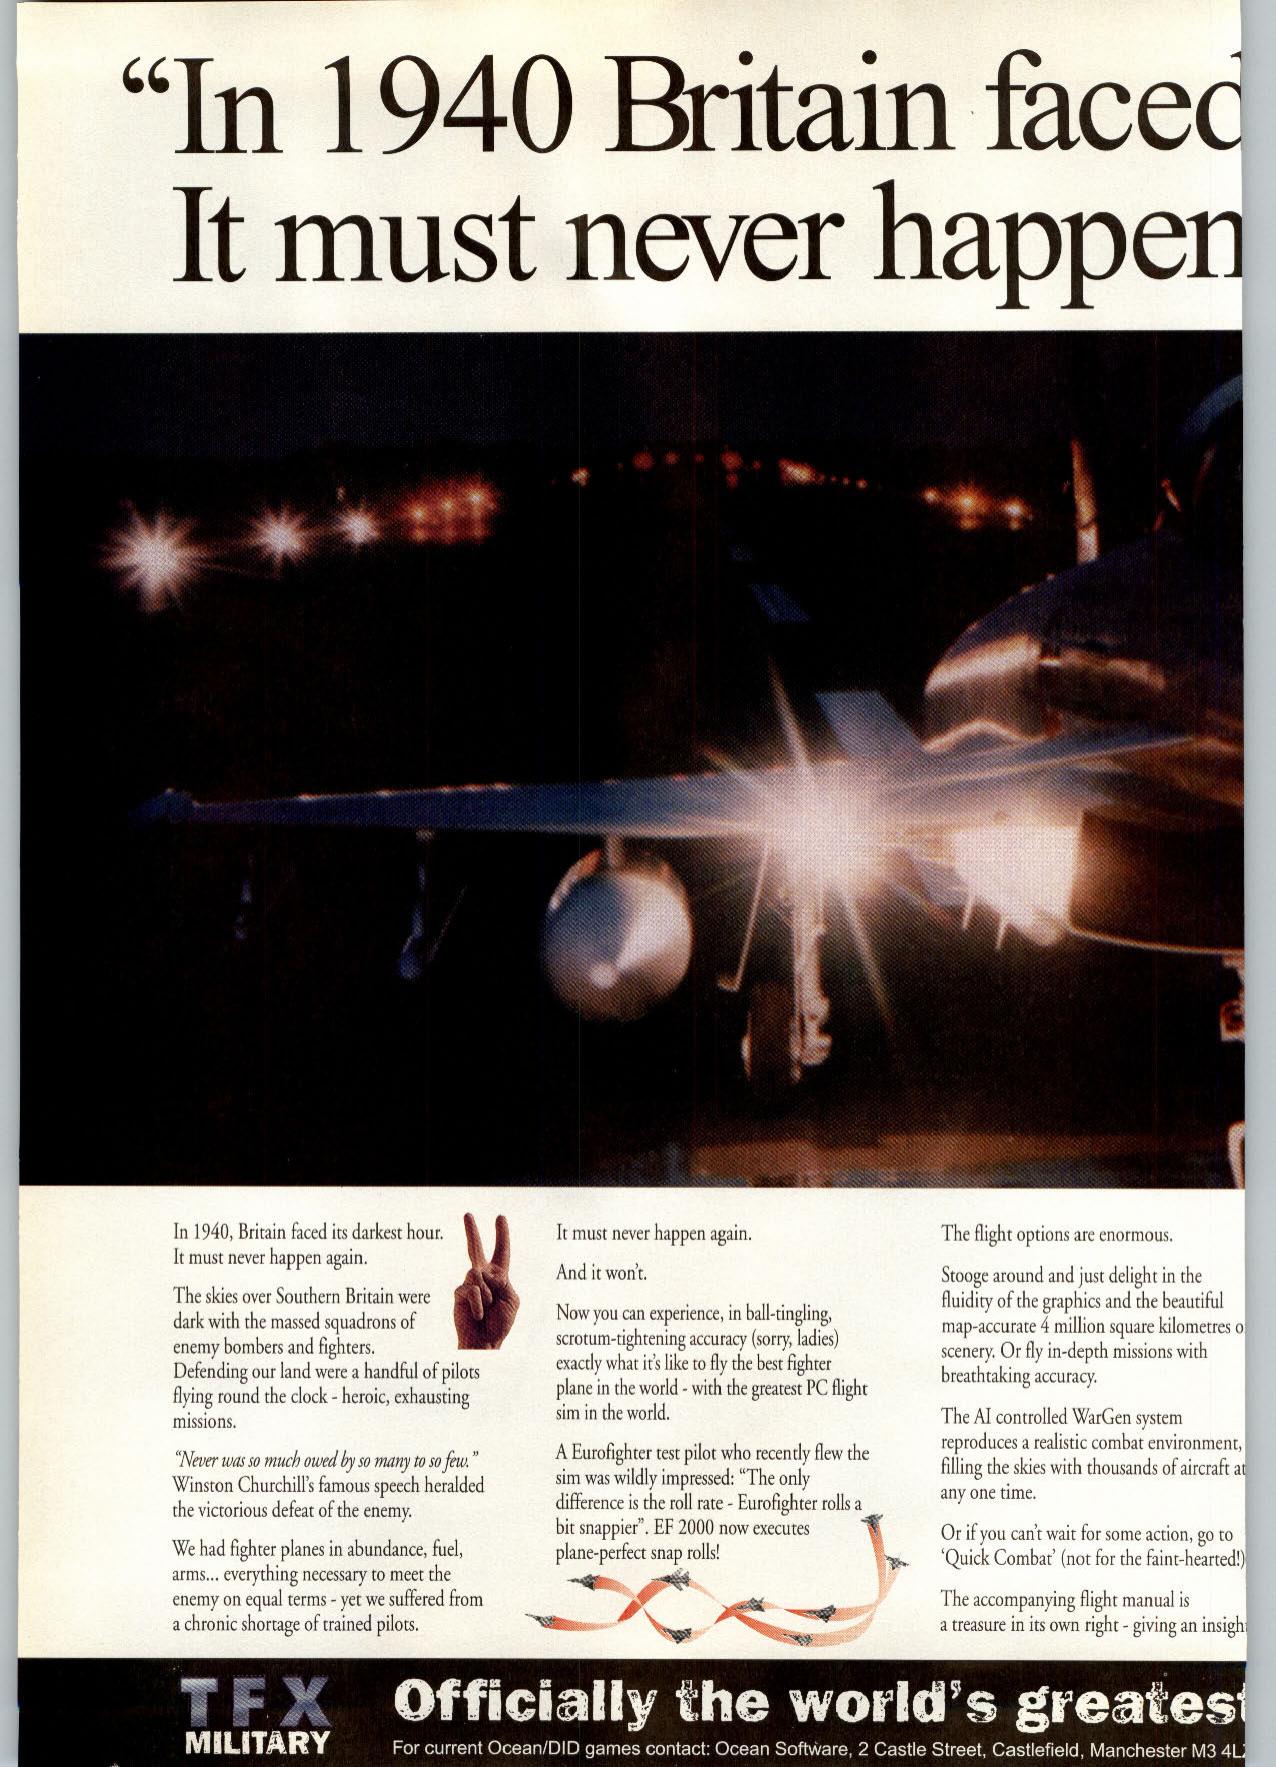 “In 1940 Britain faced
It must never happen
In 1940, Britain faced its darkest hour.
It must never happen again.
The skies over Southern Britain were
dark with the massed squadrons of
enemy bombers and fighters.
Defending our land were a handful of pilots
flying round the clock - heroic, exhausting
missions.
“Never was so much owed by so many to so few.”
Winston Churchill’s famous speech heralded
the victorious defeat of the enemy.
We had fighter planes in abundance, fuel,
arms... everything necessary to meet the
enemy on equal terms - yet we suffered from
a chronic shortage of trained pilots.
It must never happen again.
And it won’t.
Now you can experience, in ball-tingling,
scrotum-tightening accuracy (sorry, ladies)
exactly what it’s like to fly the best fighter
plane in the world - with the greatest PC flight
sim in the world.
A Eurofighter test pilot who recently flew the
sim was wildly impressed: “The only
difference is the roll rate - Eurofighter rolls a
bit snappier”. EF 2000 now executes
plane-perfect snap rolls!
The flight options are enormous.
Stooge around and just delight in the
fluidity of the graphics and the beautiful
map-accurate 4 million square kilometres o
scenery. Or fly in-depth missions with
breathtaking accuracy.
The AI controlled WarGen system
reproduces a realistic combat environment,
filling the skies with thousands of aircraft at
any one time.
Or if you can’t wait for some action, go to
‘Quick Combat’ (not for the faint-hearted!)
The accompanying flight manual is
a treasure in its own right - giving an insigh
TFX
MILITARY
Officially the world’s greatest
For current Ocean/DID games contact: Ocean Software, 2 Castle Street, Castlefield, Manchester M3 4L